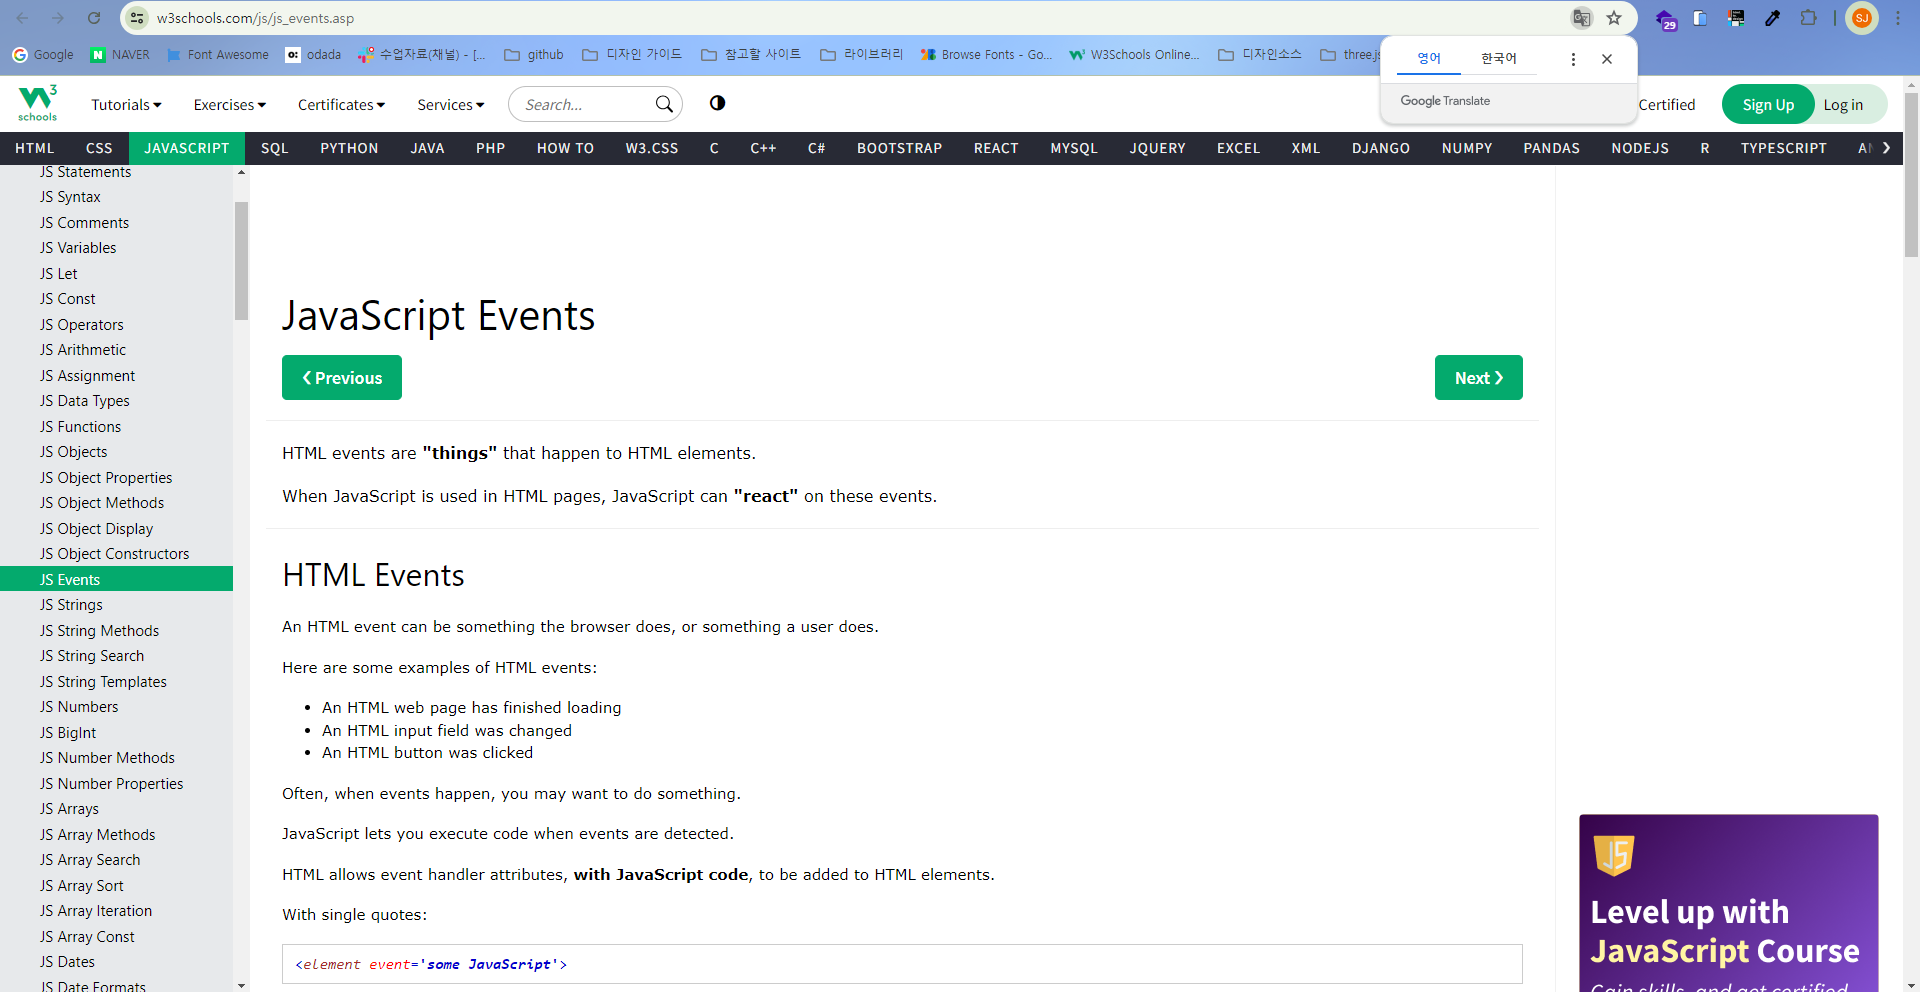 w3schools.com/js/js_events.asp
29
SJ
Google
NAVER
Font Awesome
odada
수업자료(채널) - [...
github
디자인 가이드
참고할 사이트
라이브러리
Browse Fonts - Go...
W3Schools Online...
디자인소스
three.js
영어
한국어
Google Translate
W3 schools
Tutorials
Exercises
Certificates
Services
Search...
Certified
Sign Up
Log in
HTML
CSS
JAVASCRIPT
SQL
PYTHON
JAVA
PHP
HOW TO
W3.CSS
C
C++
C#
BOOTSTRAP
REACT
MYSQL
JQUERY
EXCEL
XML
DJANGO
NUMPY
PANDAS
NODEJS
R
TYPESCRIPT
JS Statements
JS Syntax
JS Comments
JS Variables
JS Let
JS Const
JS Operators
JS Arithmetic
JS Assignment
JS Data Types
JS Functions
JS Objects
JS Object Properties
JS Object Methods
JS Object Display
JS Object Constructors
JS Events
JS Strings
JS String Methods
JS String Search
JS String Templates
JS Numbers
JS BigInt
JS Number Methods
JS Number Properties
JS Arrays
JS Array Methods
JS Array Search
JS Array Sort
JS Array Iteration
JS Array Const
JS Dates
JS Date Formats
JavaScript Events
❮ Previous
Next ❯
HTML events are "things" that happen to HTML elements.
When JavaScript is used in HTML pages, JavaScript can "react" on these events.
HTML Events
An HTML event can be something the browser does, or something a user does.
Here are some examples of HTML events:
• An HTML web page has finished loading
• An HTML input field was changed
• An HTML button was clicked
Often, when events happen, you may want to do something.
JavaScript lets you execute code when events are detected.
HTML allows event handler attributes, with JavaScript code, to be added to HTML elements.
With single quotes:
<element event='some JavaScript'>
JS
Level up with
JavaScript Course
Gain skills, and get certified